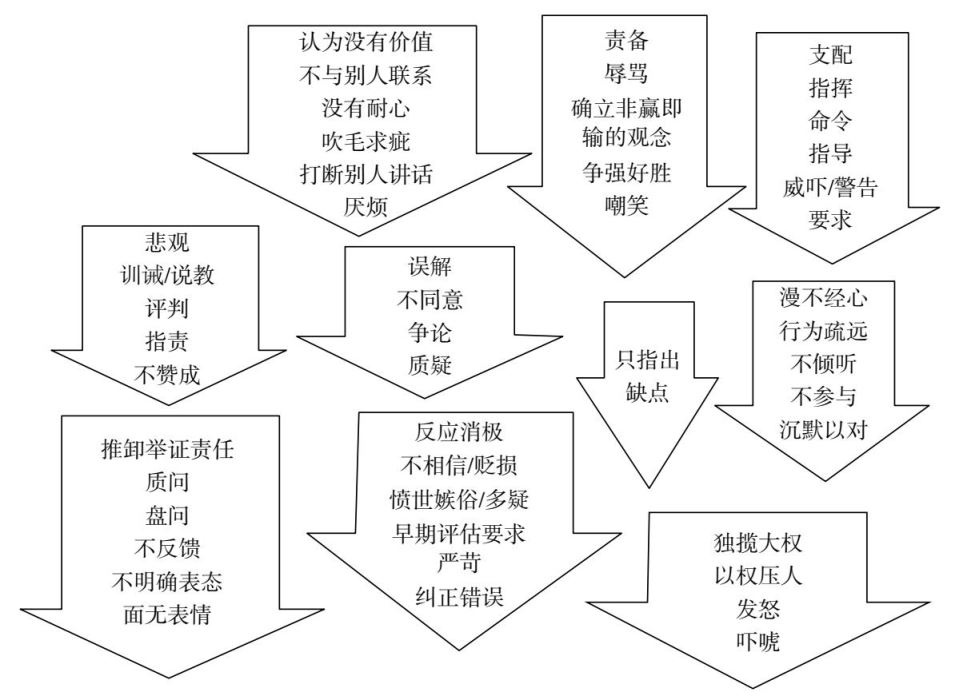 认为没有价值
不与别人联系
没有耐心
吹毛求疵
打断别人讲话
厌烦
责备
辱骂
确立非赢即
输的观念
争强好胜
嘲笑
支配
指挥
命令
指导
威吓/警告
要求
悲观
训诫/说教
评判
指责
不赞成
误解
不同意
争论
质疑
只指出
缺点
漫不经心
行为疏远
不倾听
不参与
沉默以对
推卸举证责任
质问
盘问
不反馈
不明确表态
面无表情
反应消极
不相信/贬损
愤世嫉俗/多疑
早期评估要求
严苛
纠正错误
独揽大权
以权压人
发怒
吓唬